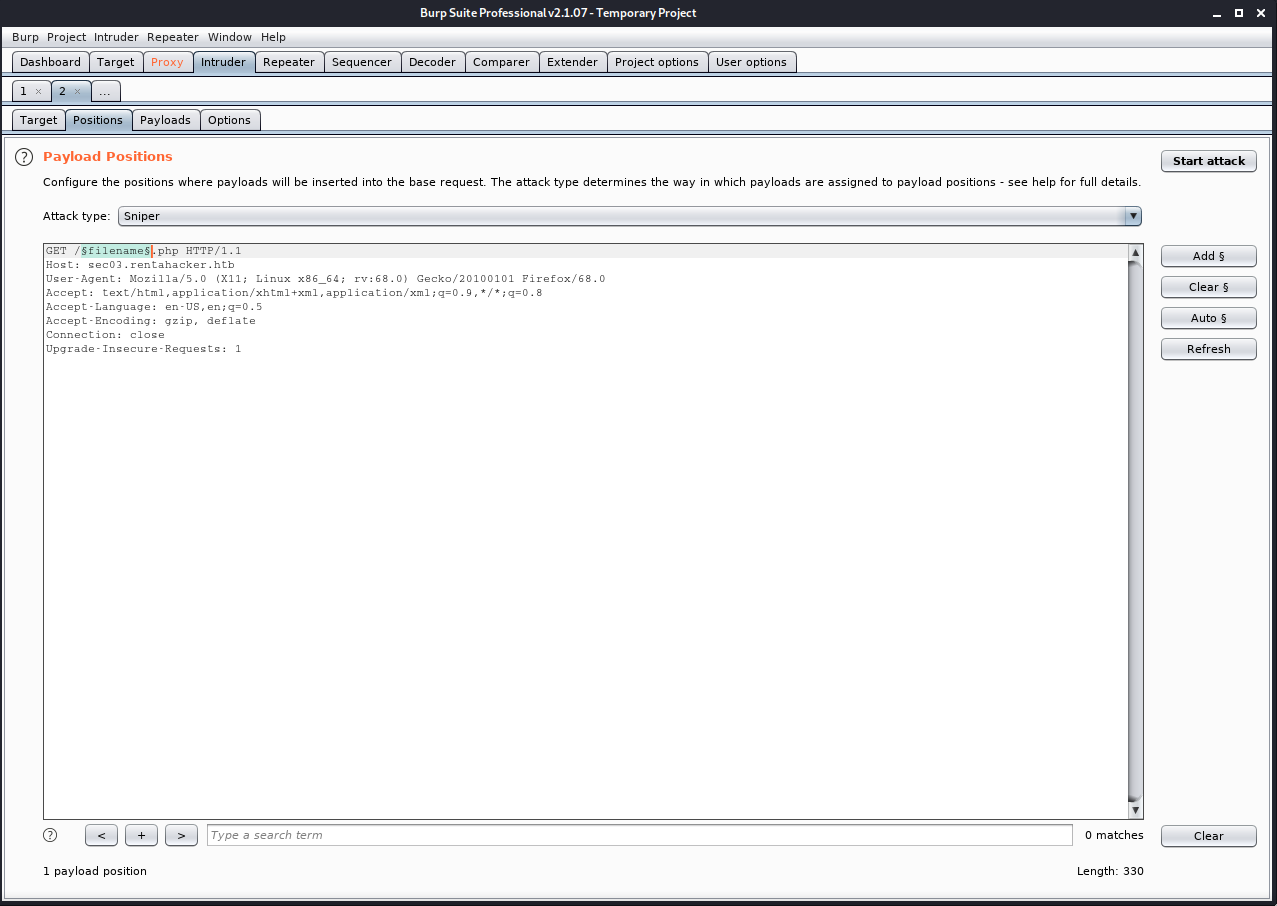 Burp Suite Professional v2.1.07 - Temporary Project
Burp Project Intruder Repeater Window Help
Dashboard Target Proxy Intruder Repeater Sequencer Decoder Comparer Extender Project options User options
1 × 2 × ...
Target Positions Payloads Options
? Payload Positions
Start attack
Configure the positions where payloads will be inserted into the base request. The attack type determines the way in which payloads are assigned to payload positions - see help for full details.
Attack type: Sniper
GET /§filename§.php HTTP/1.1
Host: sec03.rentahacker.htb
User-Agent: Mozilla/5.0 (X11; Linux x86_64; rv:68.0) Gecko/20100101 Firefox/68.0
Accept: text/html,application/xhtml+xml,application/xml;q=0.9,*/*;q=0.8
Accept-Language: en-US,en;q=0.5
Accept-Encoding: gzip, deflate
Connection: close
Upgrade-Insecure-Requests: 1
Add §
Clear §
Auto §
Refresh
? < + > Type a search term 0 matches Clear
1 payload position Length: 330